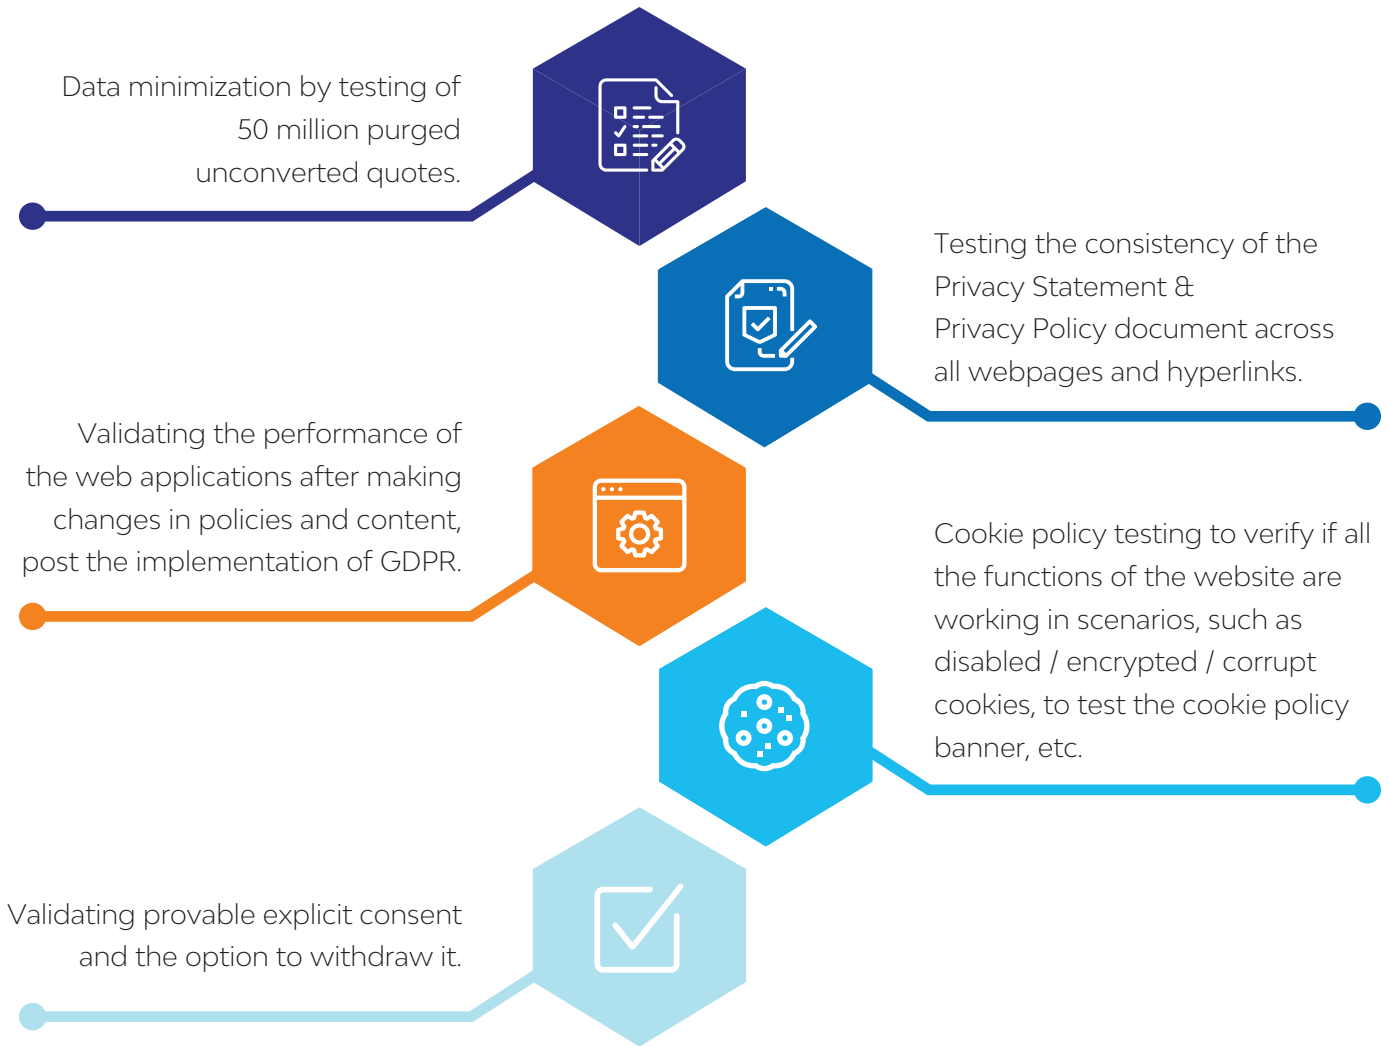 Data minimization by testing of
50 million purged
unconverted quotes.
Testing the consistency of the
Privacy Statement &
Privacy Policy document across
all webpages and hyperlinks.
Validating the performance of
the web applications after making
changes in policies and content,
post the implementation of GDPR.
Cookie policy testing to verify if all
the functions of the website are
working in scenarios, such as
disabled / encrypted / corrupt
cookies, to test the cookie policy
banner, etc.
Validating provable explicit consent
and the option to withdraw it.